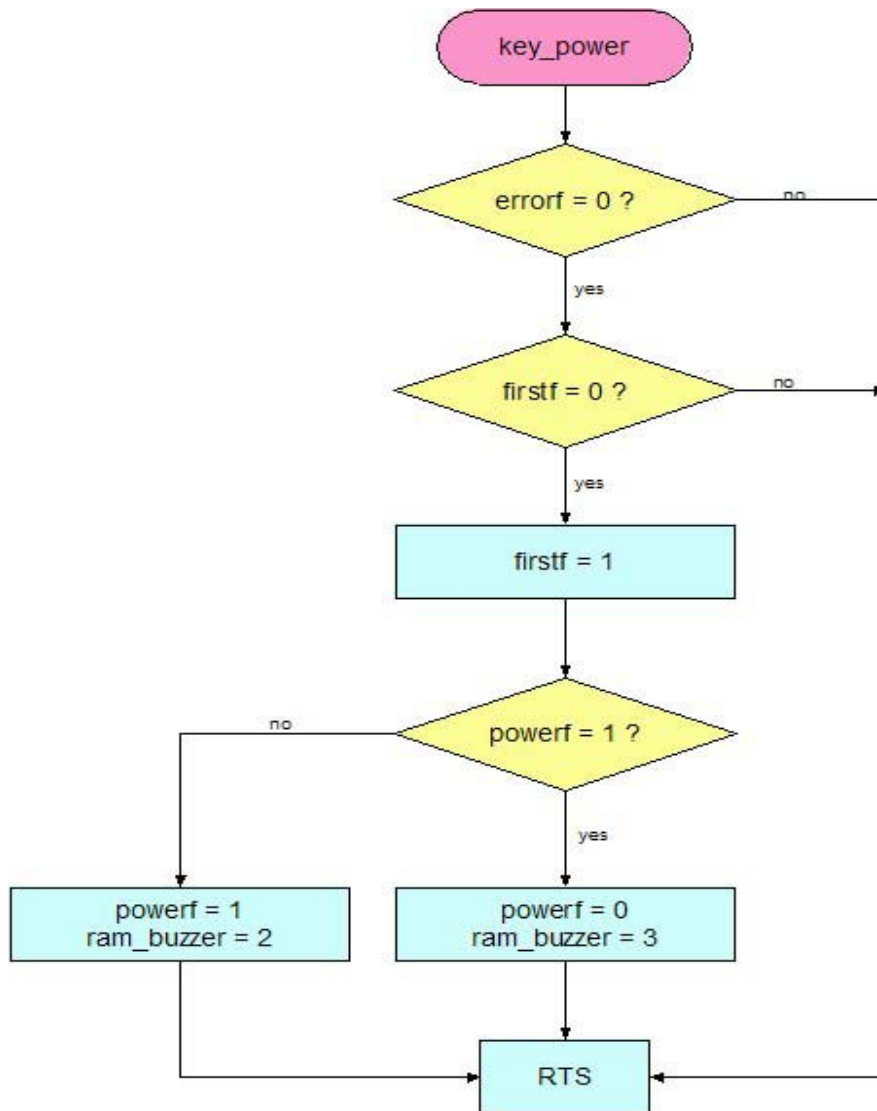 key_power
errorf = 0 ?
no
yes
firstf = 0 ?
no
yes
firstf = 1
powerf = 1 ?
no
yes
powerf = 1
ram_buzzer = 2
powerf = 0
ram_buzzer = 3
RTS